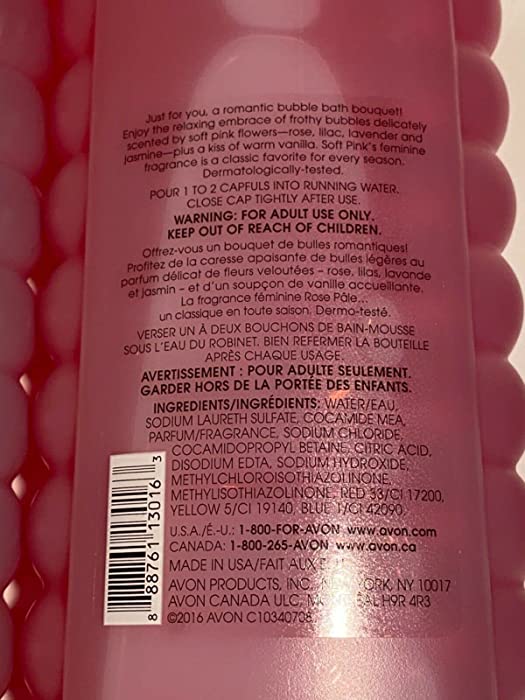 Just for you, a romantic bubble bath bouquet!
Enjoy the relaxing embrace of frothy bubbles delicately
scented by soft pink flowers—rose, lilac, lavender and
jasmine—plus a kiss of warm vanilla. Soft Pink's feminine
fragrance is a classic favorite for every season.
Dermatologically-tested.
POUR 1 TO 2 CAPFULS INTO RUNNING WATER.
CLOSE CAP TIGHTLY AFTER USE.
WARNING: FOR ADULT USE ONLY.
KEEP OUT OF REACH OF CHILDREN.
Offrez-vous un bouquet de bulles romantiques!
Profitez de la caresse apaisante de bulles légères au
parfum délicat de fleurs veloutées – rose, lilas, lavande
et jasmin – et d'un soupçon de vanille accueillante.
La fragrance féminine Rose Pâle...
un classique en toute saison. Dermo-testé.
VERSER UN À DEUX BOUCHONS DE BAIN-MOUSSE
SOUS L'EAU DU ROBINET. BIEN REFERMER LA BOUTEILLE
APRÈS CHAQUE USAGE.
AVERTISSEMENT : POUR ADULTE SEULEMENT.
GARDER HORS DE LA PORTÉE DES ENFANTS.
INGREDIENTS/INGRÉDIENTS: WATER/EAU,
SODIUM LAURETH SULFATE, COCAMIDE MEA,
PARFUM/FRAGRANCE, SODIUM CHLORIDE,
COCAMIDOPROPYL BETAINE, CITRIC ACID,
DISODIUM EDTA, SODIUM HYDROXIDE,
METHYLCHLOROISOTHIAZOLINONE,
METHYLISOTHIAZOLINONE, RED 33/CI 17200,
YELLOW 5/CI 19140, BLUE 1/CI 42090.
U.S.A./É.-U.: 1-800-FOR-AVON www.avon.com
CANADA: 1-800-265-AVON www.avon.ca
MADE IN USA/FAIT AUX
AVON PRODUCTS, INC. YORK, NY 10017
AVON CANADA ULC, H9R 4R3
©2016 AVON C10340708
8 88761 13016 3